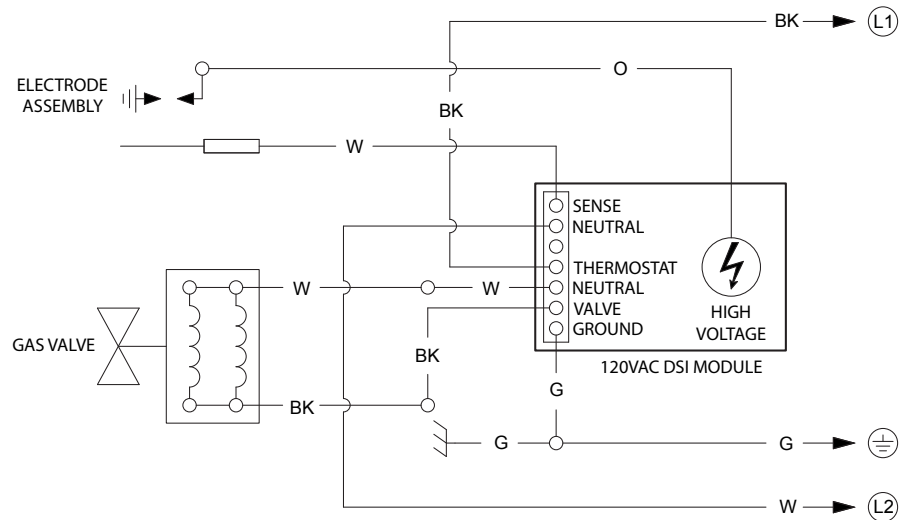 BK
L1
O
ELECTRODE
ASSEMBLY
BK
W
SENSE
NEUTRAL
THERMOSTAT
NEUTRAL
VALVE
GROUND
HIGH
VOLTAGE
120VAC DSI MODULE
W
W
GAS VALVE
BK
BK
G
G
G
W
L2